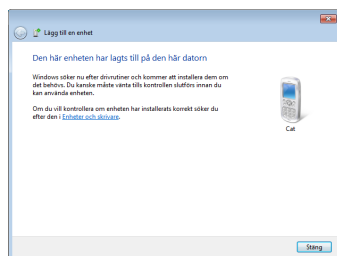 Lägg till en enhet
Den här enheten har lagts till på den här datorn
Windows söker nu efter drivrutiner och kommer att installera dem om
det behövs. Du kanske måste vänta tills kontrollen slutförs innan du
kan använda enheten.
Om du vill kontrollera om enheten har installerats korrekt söker du
efter den i Enheter och skrivare.
Cat
Stäng